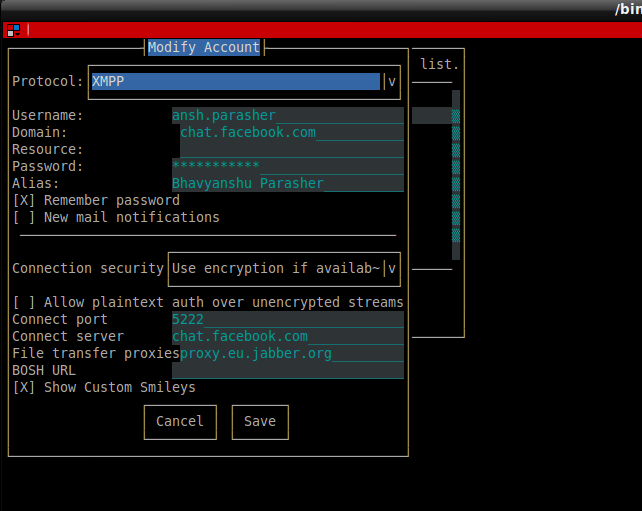 /bin
Modify Account
list.
Protocol: XMPP v
Username: ansh.parasher
Domain: chat.facebook.com
Resource:
Password: ***********
Alias: Bhavyanshu Parasher
[X] Remember password
[ ] New mail notifications
Connection security Use encryption if availab~ v
[ ] Allow plaintext auth over unencrypted streams
Connect port 5222
Connect server chat.facebook.com
File transfer proxies proxy.eu.jabber.org
BOSH URL
[X] Show Custom Smileys
Cancel Save